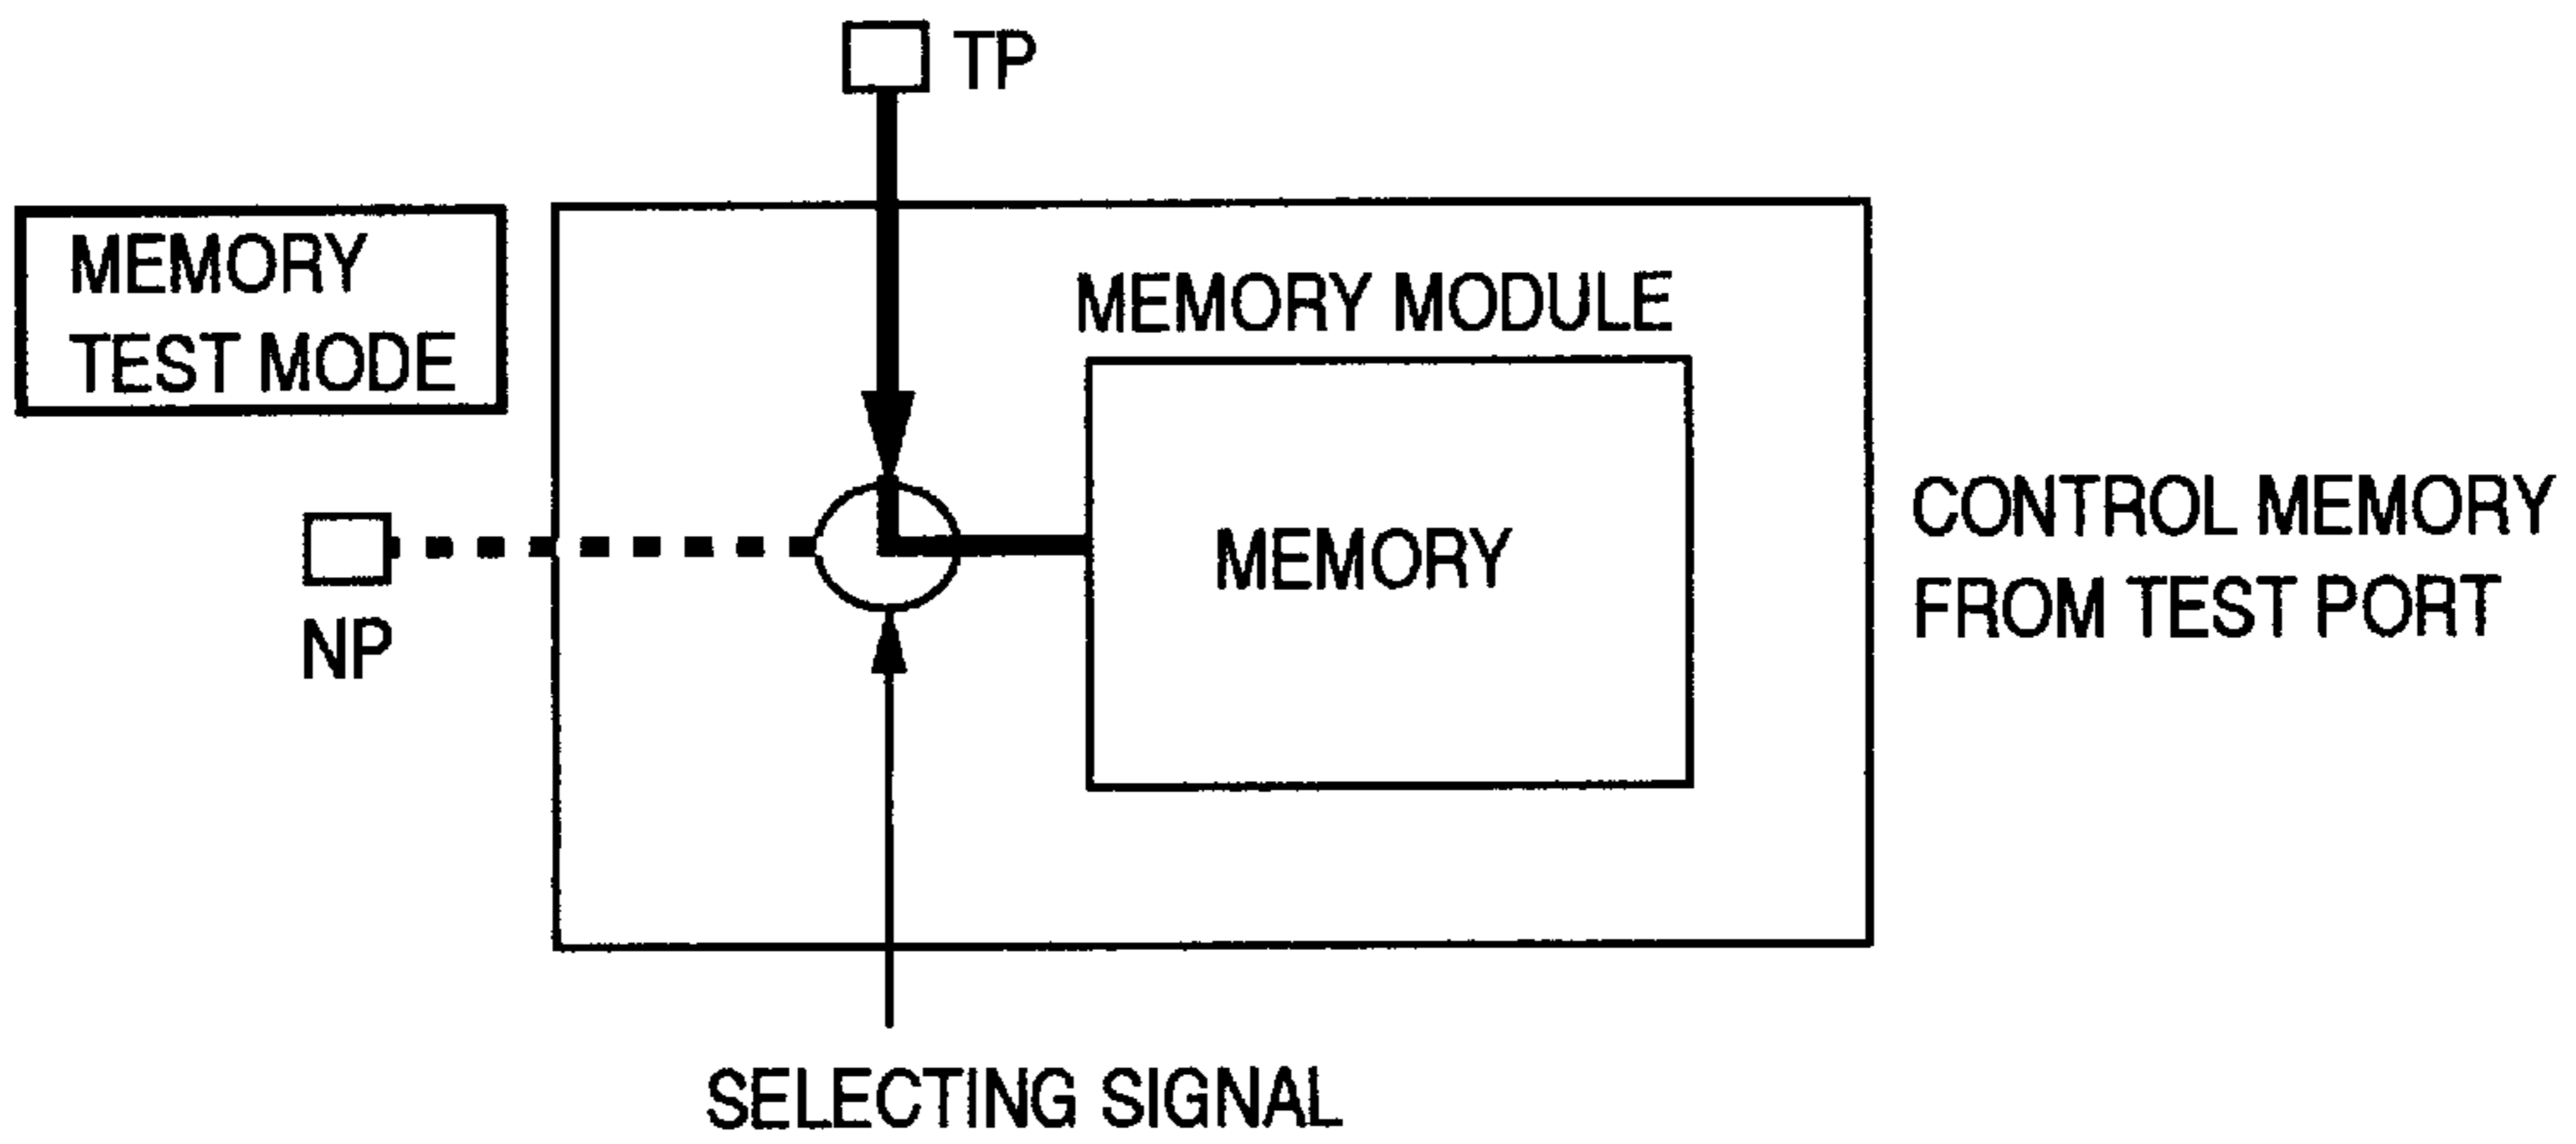 TP
MEMORY
TEST MODE
MEMORY MODULE
MEMORY
CONTROL MEMORY
FROM TEST PORT
NP
SELECTING SIGNAL